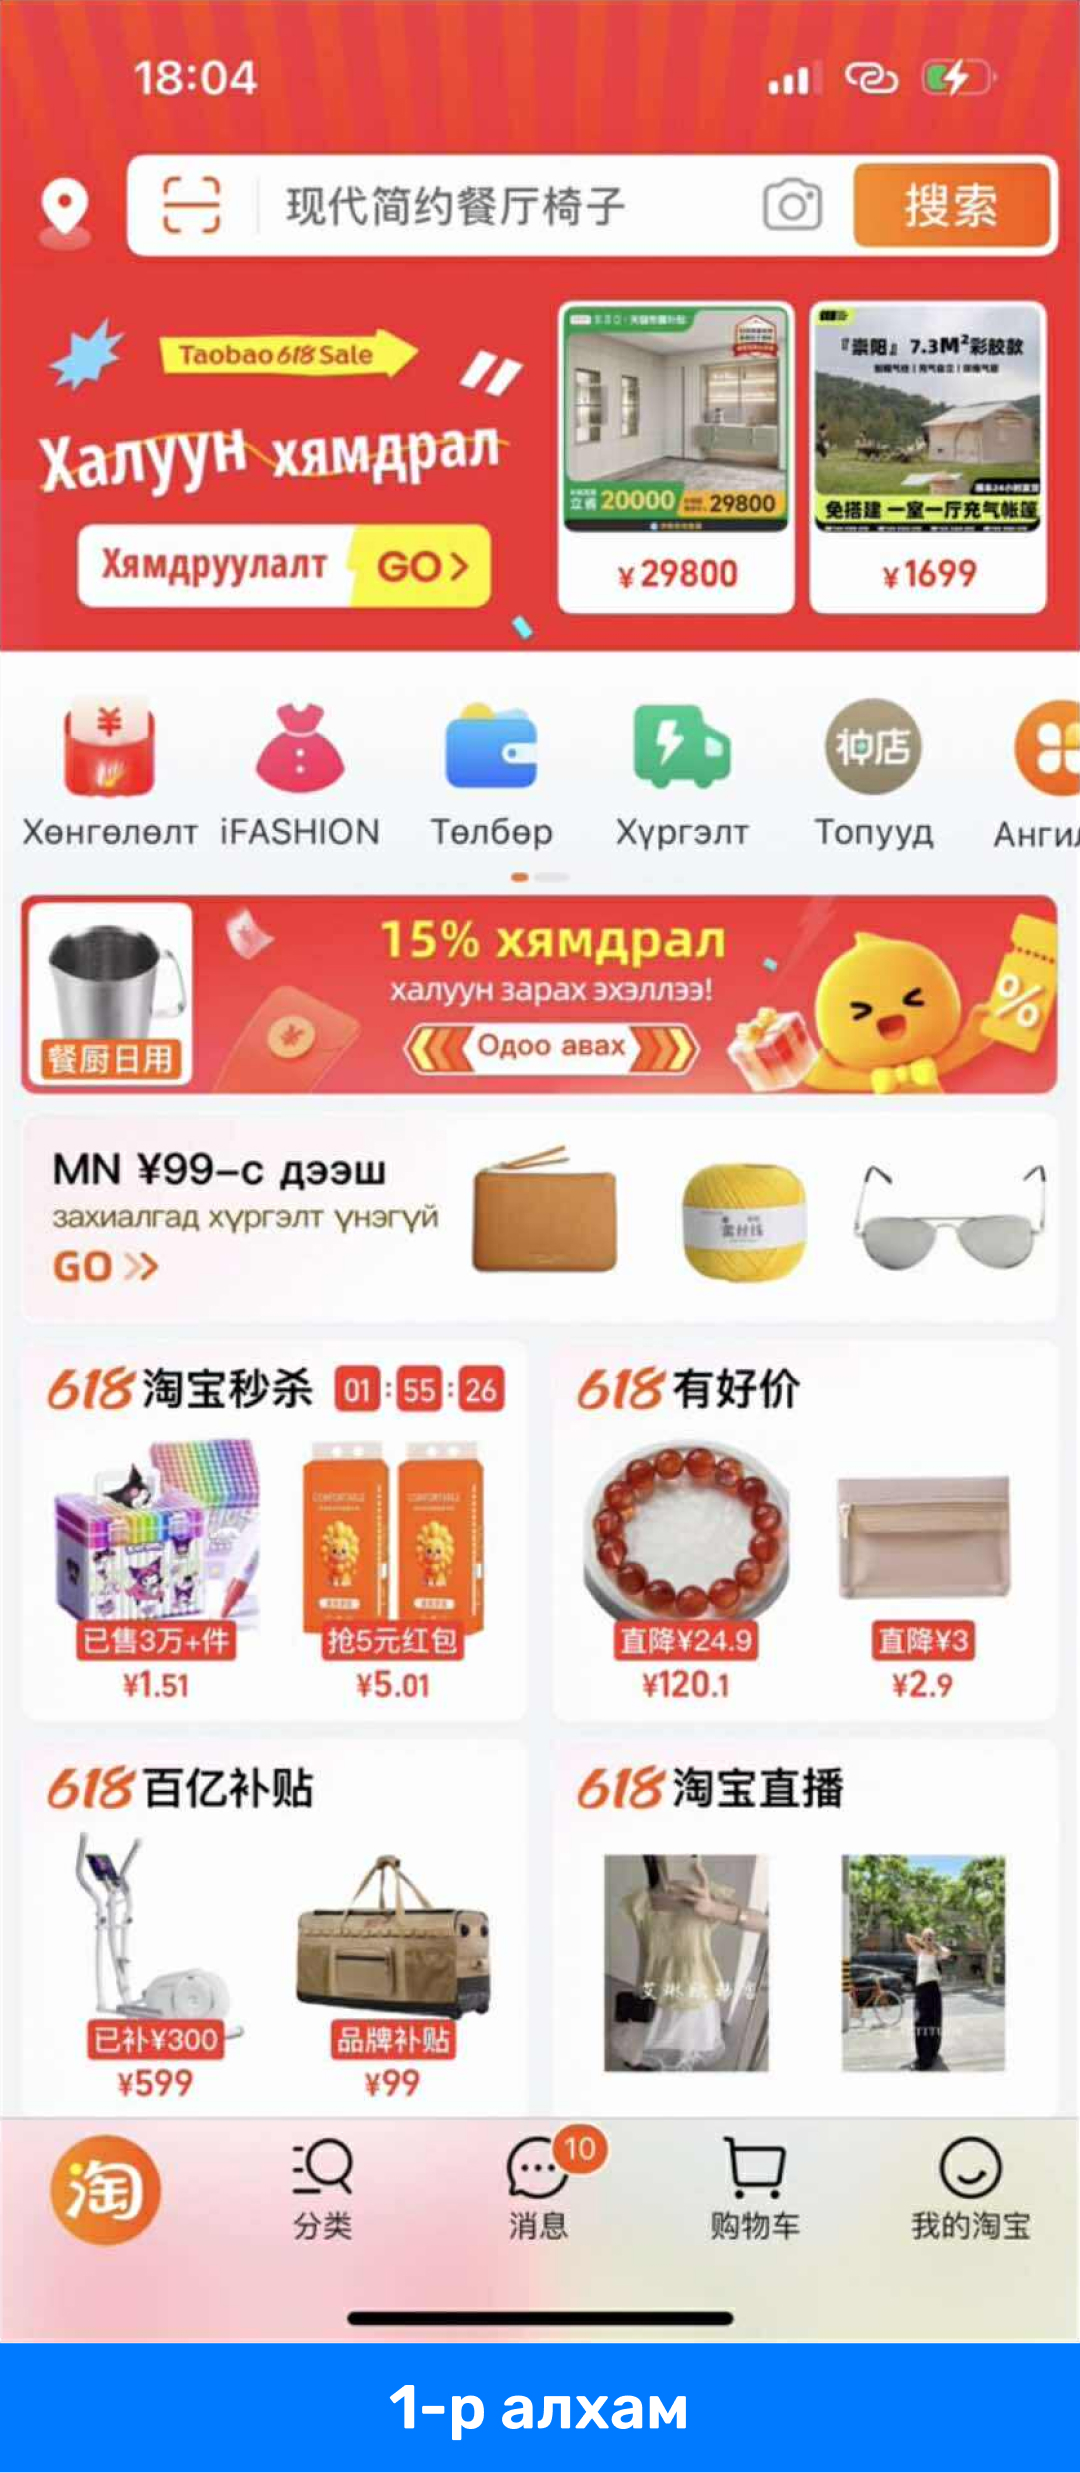 18:04
现代简约餐厅椅子
搜索
Taobao 618 Sale
Халуун хямдрал
Хямдруулалт GO >
立省 20000 29800
¥29800
『崇阳』 7.3M²彩胶款
免搭建 一室一厅充气帐篷
¥1699
神店
Хөнгөлөлт iFASHION Төлбөр Хүргэлт Топууд
15% хямдрал
халуун зарах эхэллээ!
Одоо авах
餐厨日用
MN ¥99-с дээш
захиалгад хүргэлт үнэгүй
GO >>
618 淘宝秒杀 01 : 55 : 26
COMFORTABLE COMFORTABLE
已售3万+件 抢5元红包
¥1.51 ¥5.01
618 有好价
直降¥24.9 直降¥3
¥120.1 ¥2.9
618 百亿补贴
已补¥300 品牌补贴
¥599 ¥99
618 淘宝直播
淘
分类
10
消息
购物车
我的淘宝
1-р алхам